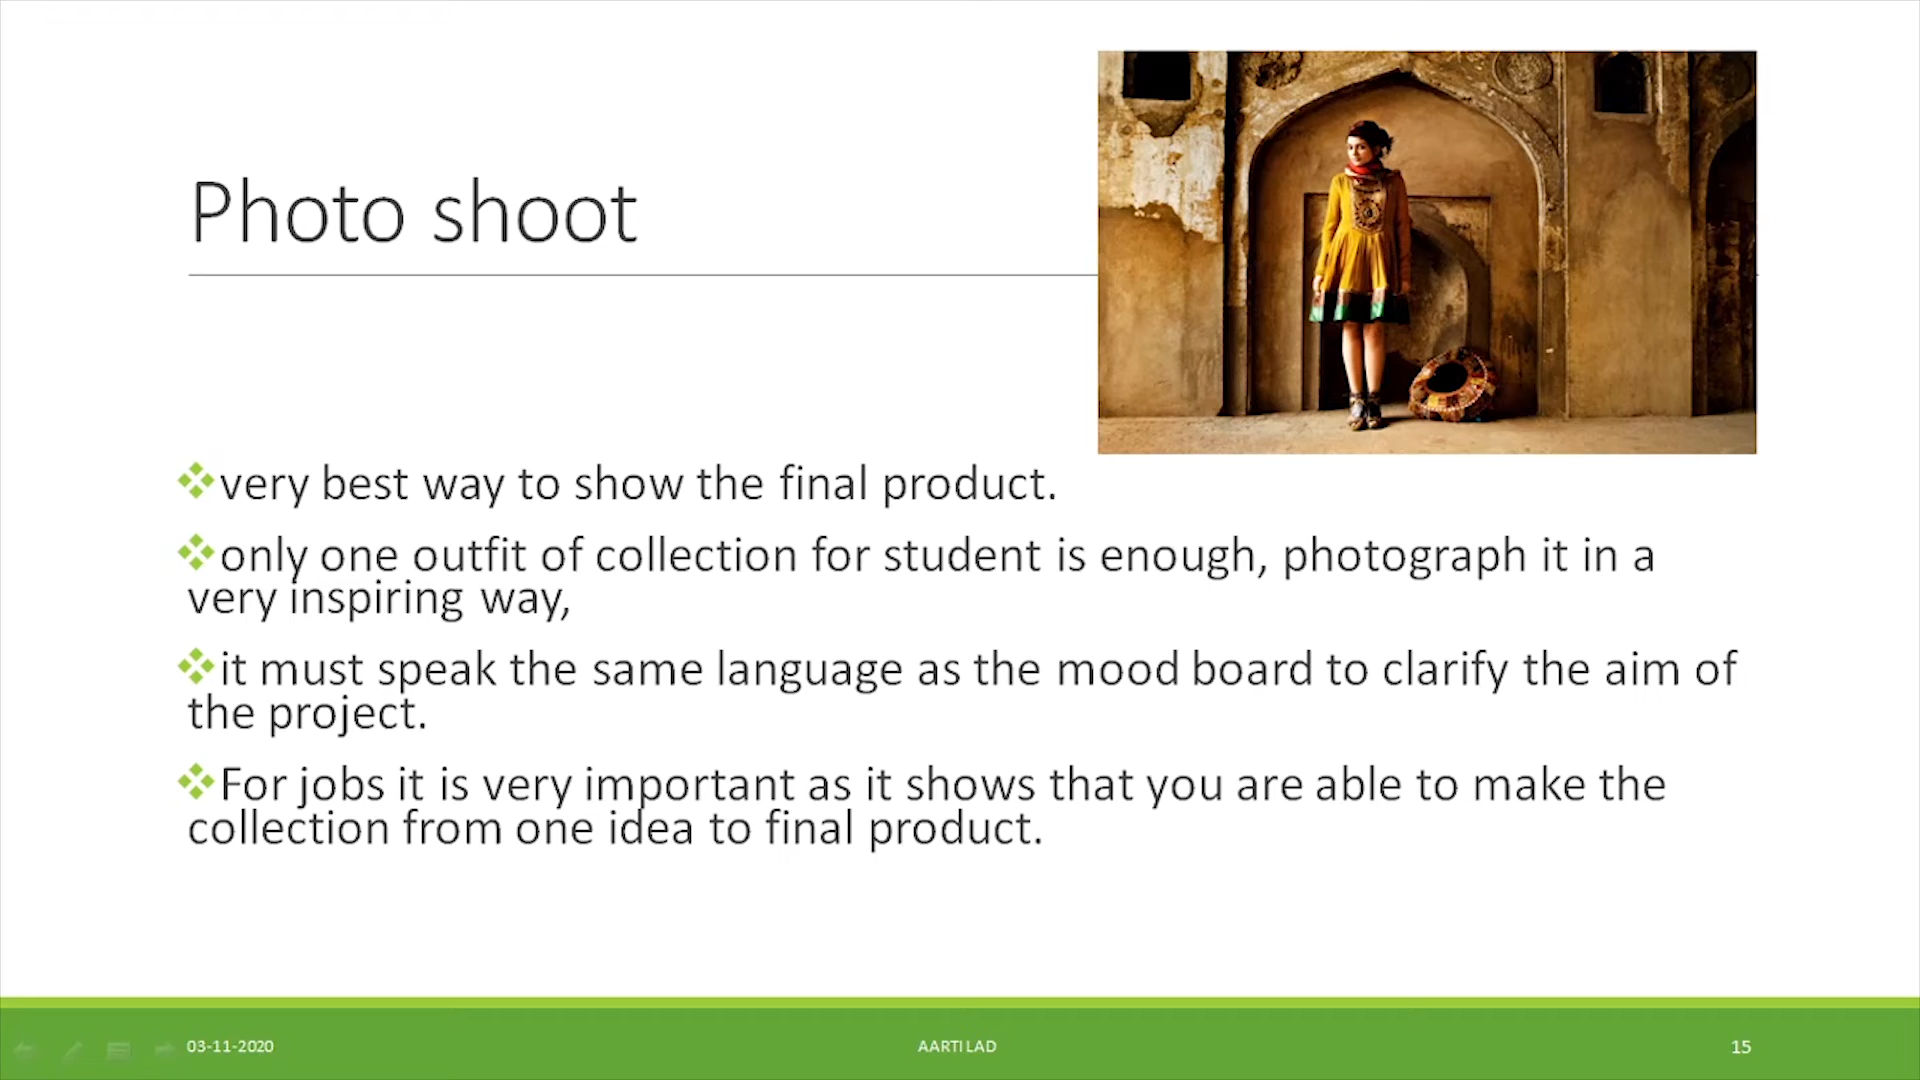 Photo shoot
very best way to show the final product.
only one outfit of collection for student is enough, photograph it in a
very inspiring way,
it must speak the same language as the mood board to clarify the aim of
the project.
For jobs it is very important as it shows that you are able to make the
collection from one idea to final product.
03-11-2020
AARTI LAD
15